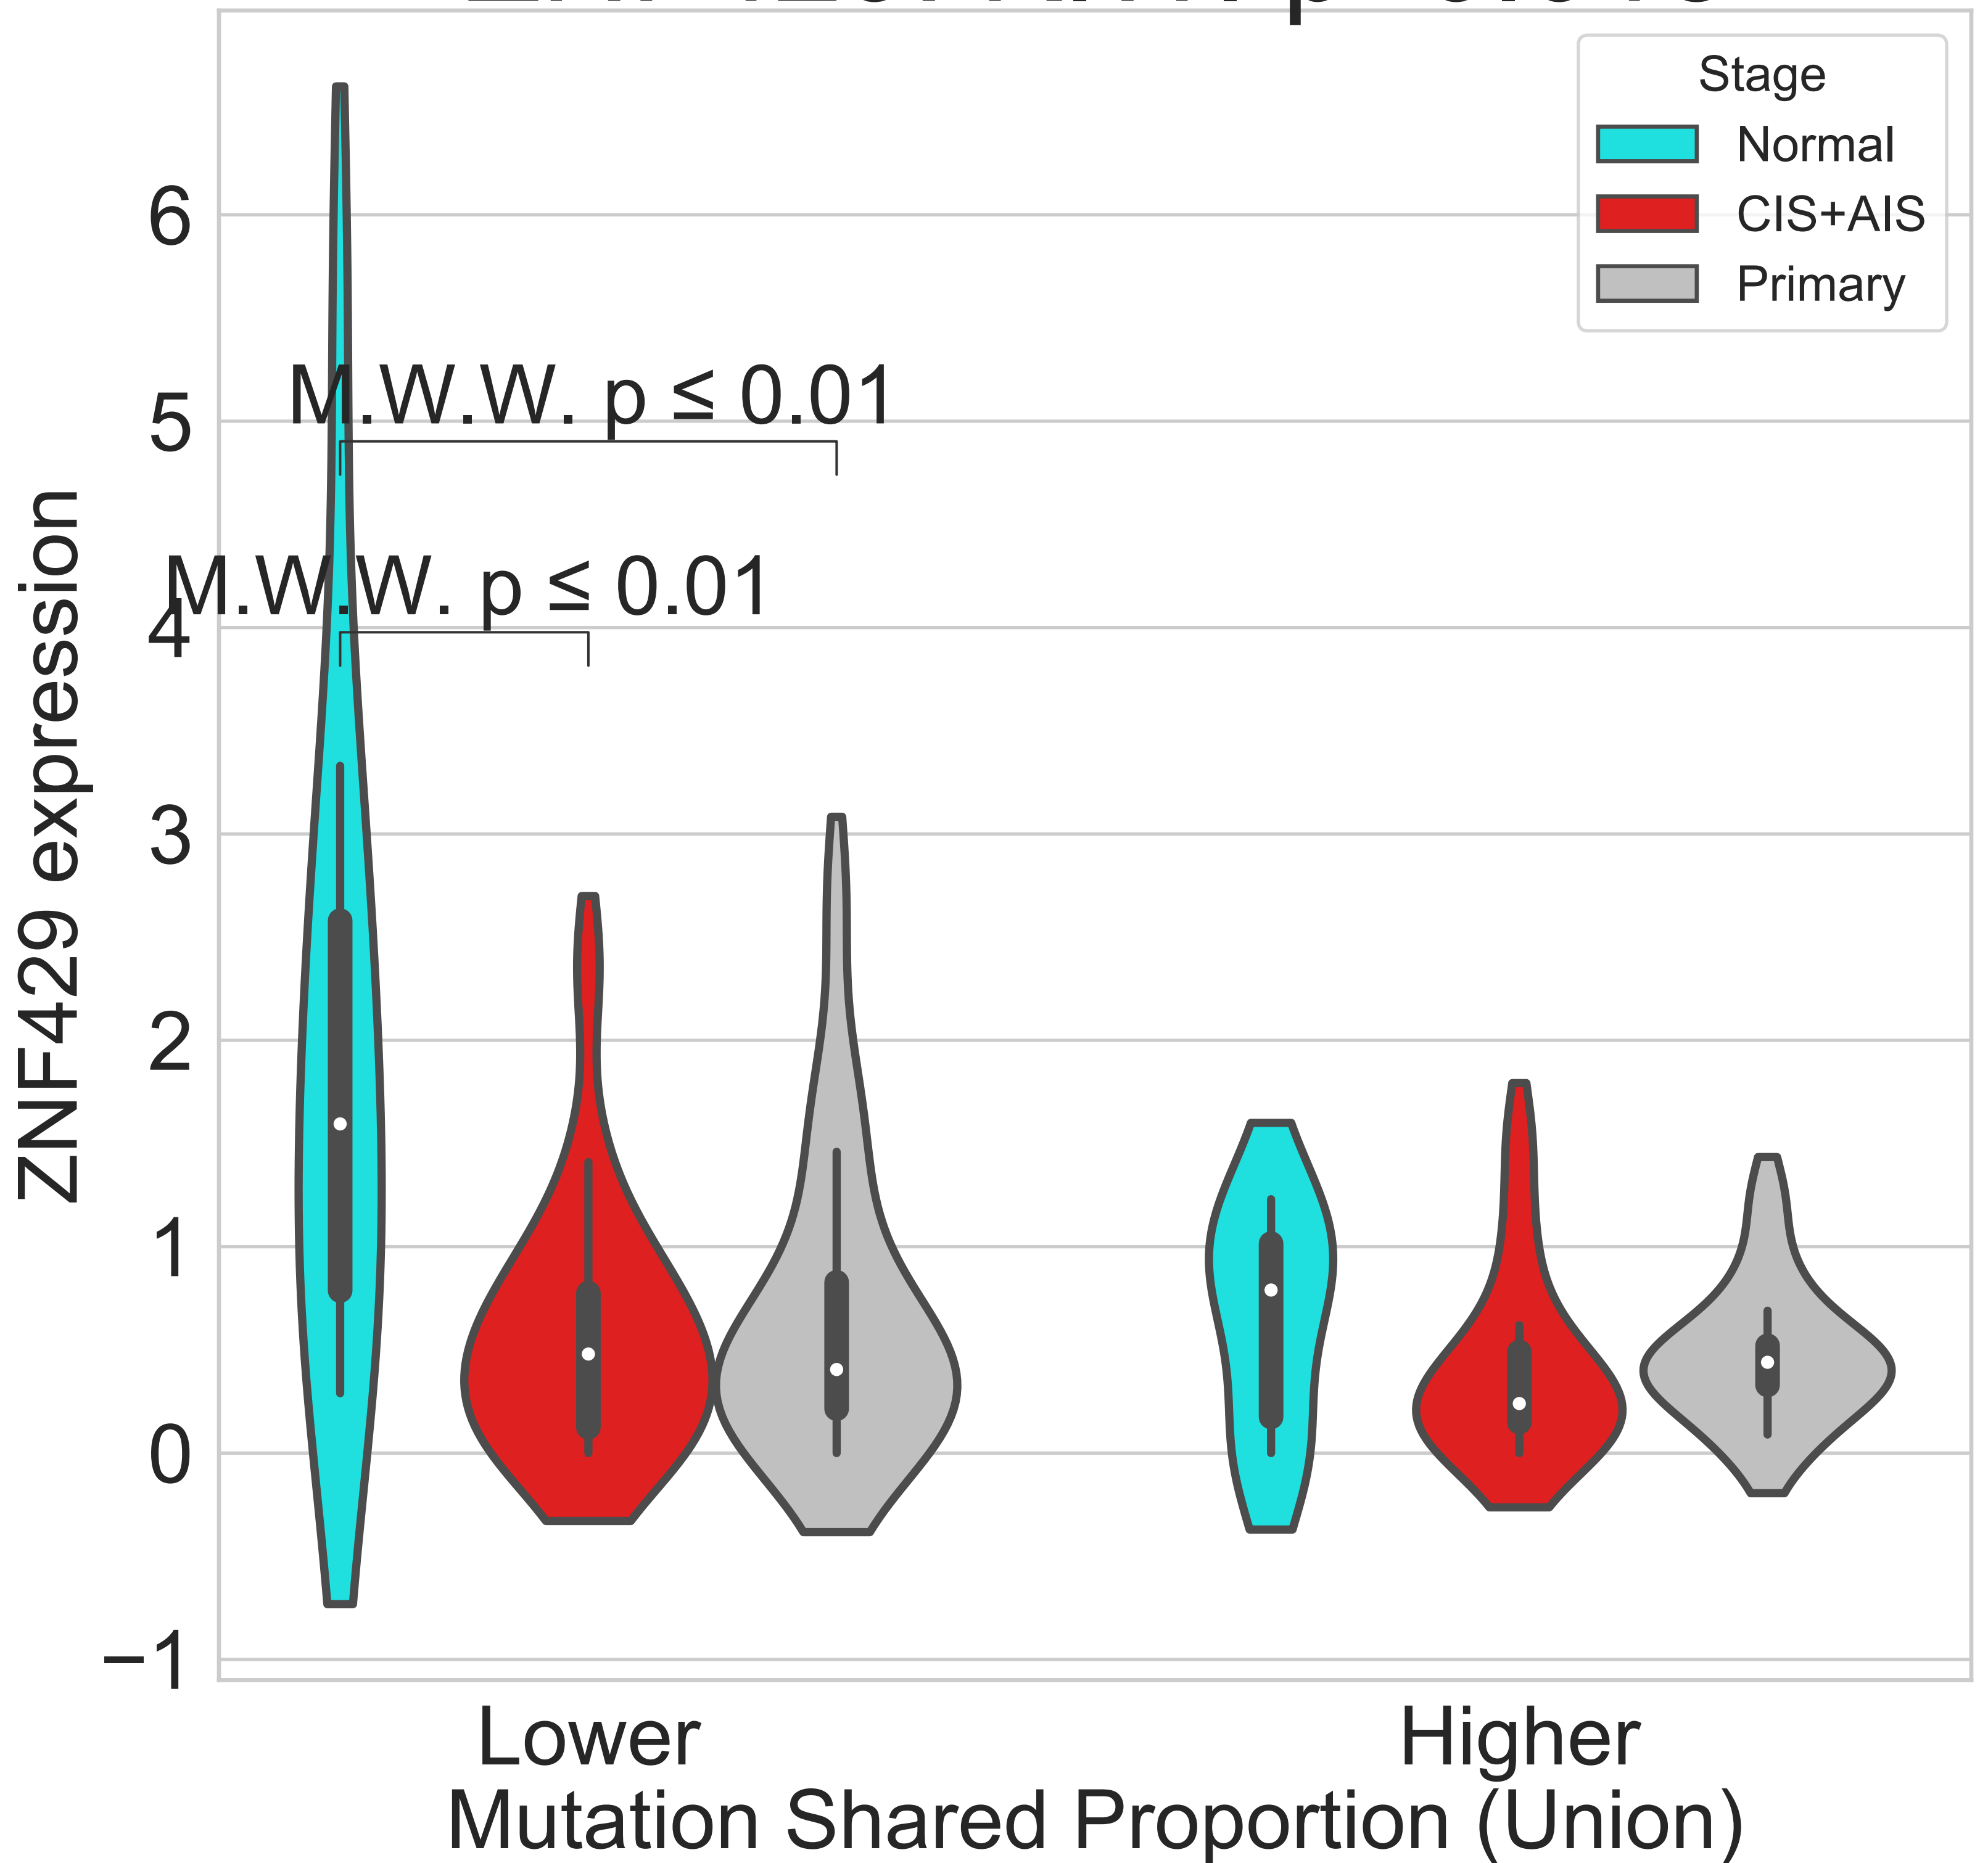 Stage
Normal
CIS+AIS
Primary
M.W.W. p ≤ 0.01
M.W.W. p ≤ 0.01
6
5
4
3
2
1
0
−1
ZNF429 expression
Lower
Higher
Mutation Shared Proportion (Union)